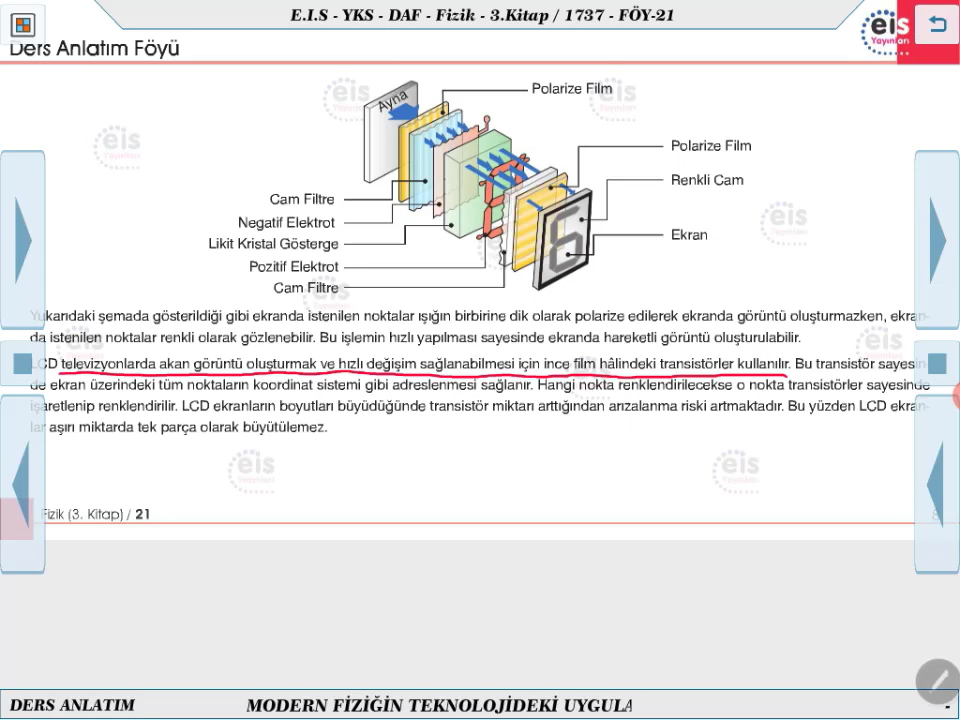 E.I.S - YKS - DAF - Fizik - 3.Kitap / 1737 - FÖY-21
eis
Yayınları
Ders Anlatım Föyü
Ayna
Polarize Film
Polarize Film
Renkli Cam
Ekran
Cam Filtre
Negatif Elektrot
Likit Kristal Gösterge
Pozitif Elektrot
Cam Filtre
Yukarıdaki şemada gösterildiği gibi ekranda istenilen noktalar ışığın birbirine dik olarak polarize edilerek ekranda görüntü oluşturmazken, ekran-
da istenilen noktalar renkli olarak gözlenebilir. Bu işlemin hızlı yapılması sayesinde ekranda hareketli görüntü oluşturulabilir.
LCD televizyonlarda akan görüntü oluşturmak ve hızlı değişim sağlanabilmesi için ince film hâlindeki transistörler kullanılır. Bu transistör sayesin-
de ekran üzerindeki tüm noktaların koordinat sistemi gibi adreslenmesi sağlanır. Hangi nokta renklendirilecekse o nokta transistörler sayesinde
işaretlenip renklendirilir. LCD ekranların boyutları büyüdüğünde transistör miktarı arttığından arızalanma riski artmaktadır. Bu yüzden LCD ekran-
lar aşırı miktarda tek parça olarak büyütülemez.
Fizik (3. Kitap) / 21
DERS ANLATIM
MODERN FİZİĞİN TEKNOLOJİDEKİ UYGULA
-